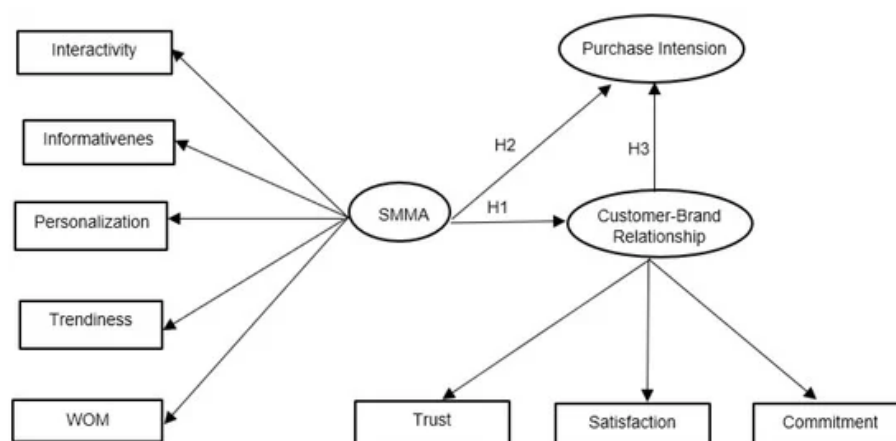 Interactivity
Purchase Intension
Informativenes
H2
H3
SMMA
H1
Personalization
Customer-Brand
Relationship
Trendiness
WOM
Trust
Satisfaction
Commitment